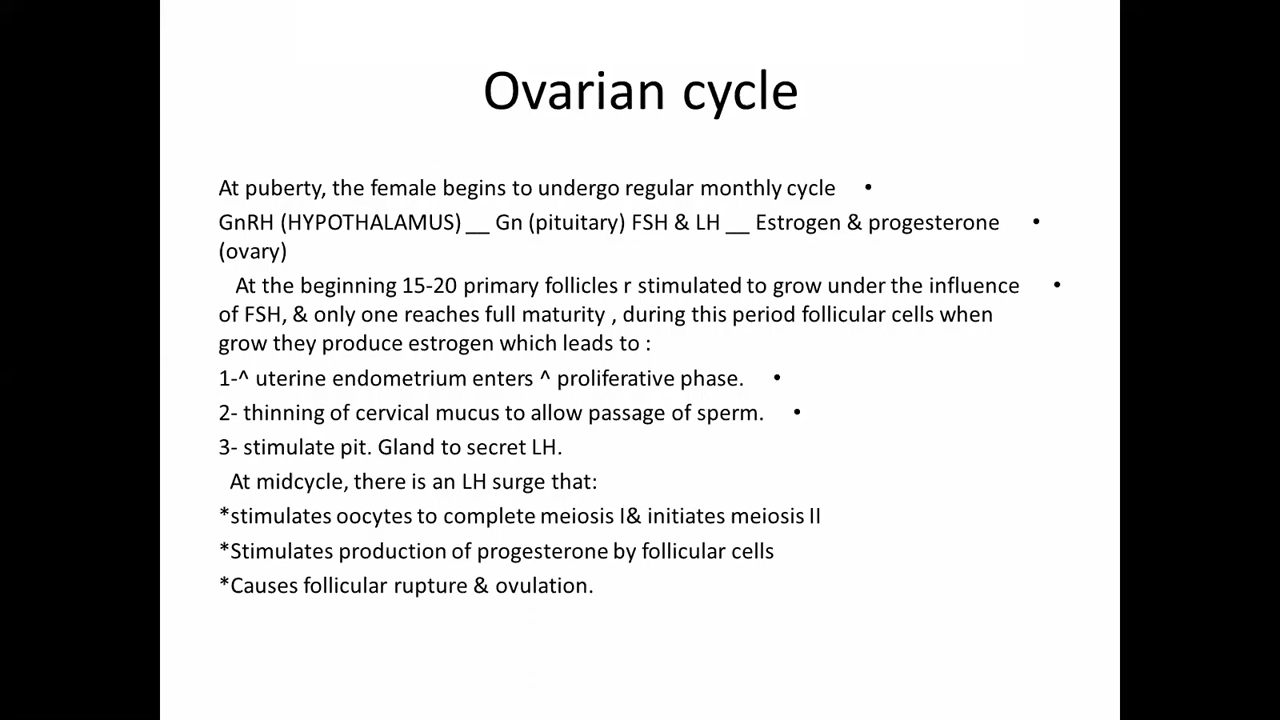 Ovarian cycle
At puberty, the female begins to undergo regular monthly cycle •
GnRH (HYPOTHALAMUS) __ Gn (pituitary) FSH & LH __ Estrogen & progesterone •
(ovary)
At the beginning 15-20 primary follicles r stimulated to grow under the influence •
of FSH, & only one reaches full maturity , during this period follicular cells when
grow they produce estrogen which leads to :
1-^ uterine endometrium enters ^ proliferative phase. •
2- thinning of cervical mucus to allow passage of sperm. •
3- stimulate pit. Gland to secret LH.
At midcycle, there is an LH surge that:
*stimulates oocytes to complete meiosis I& initiates meiosis II
*Stimulates production of progesterone by follicular cells
*Causes follicular rupture & ovulation.